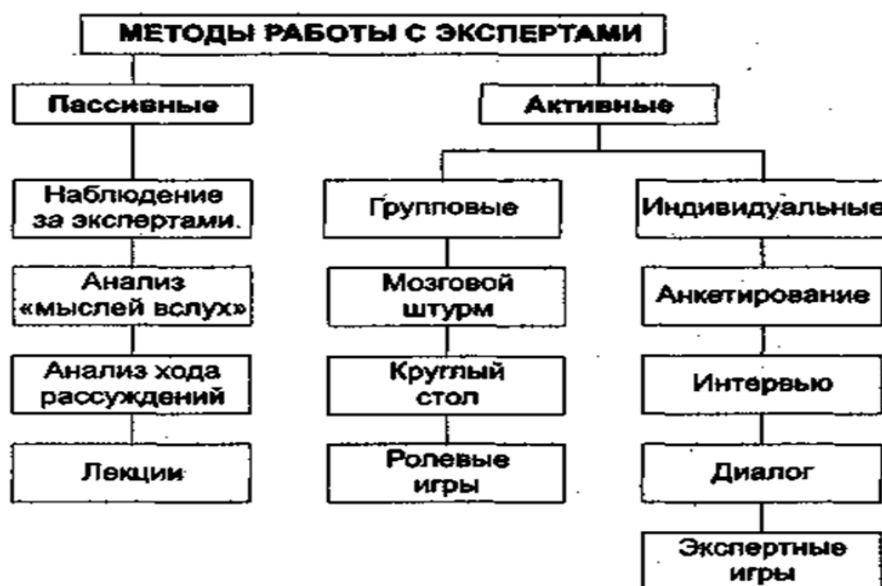 МЕТОДЫ РАБОТЫ С ЭКСПЕРТАМИ
Пассивные
Активные
Наблюдение
за экспертами.
Групповые
Индивидуальные
Анализ
«мыслей вслух»
Мозговой
штурм
Анкетирование
Анализ хода
рассуждений
Круглый
стол
Интервью
Лекции
Ролевые
игры
Диалог
Экспертные
игры